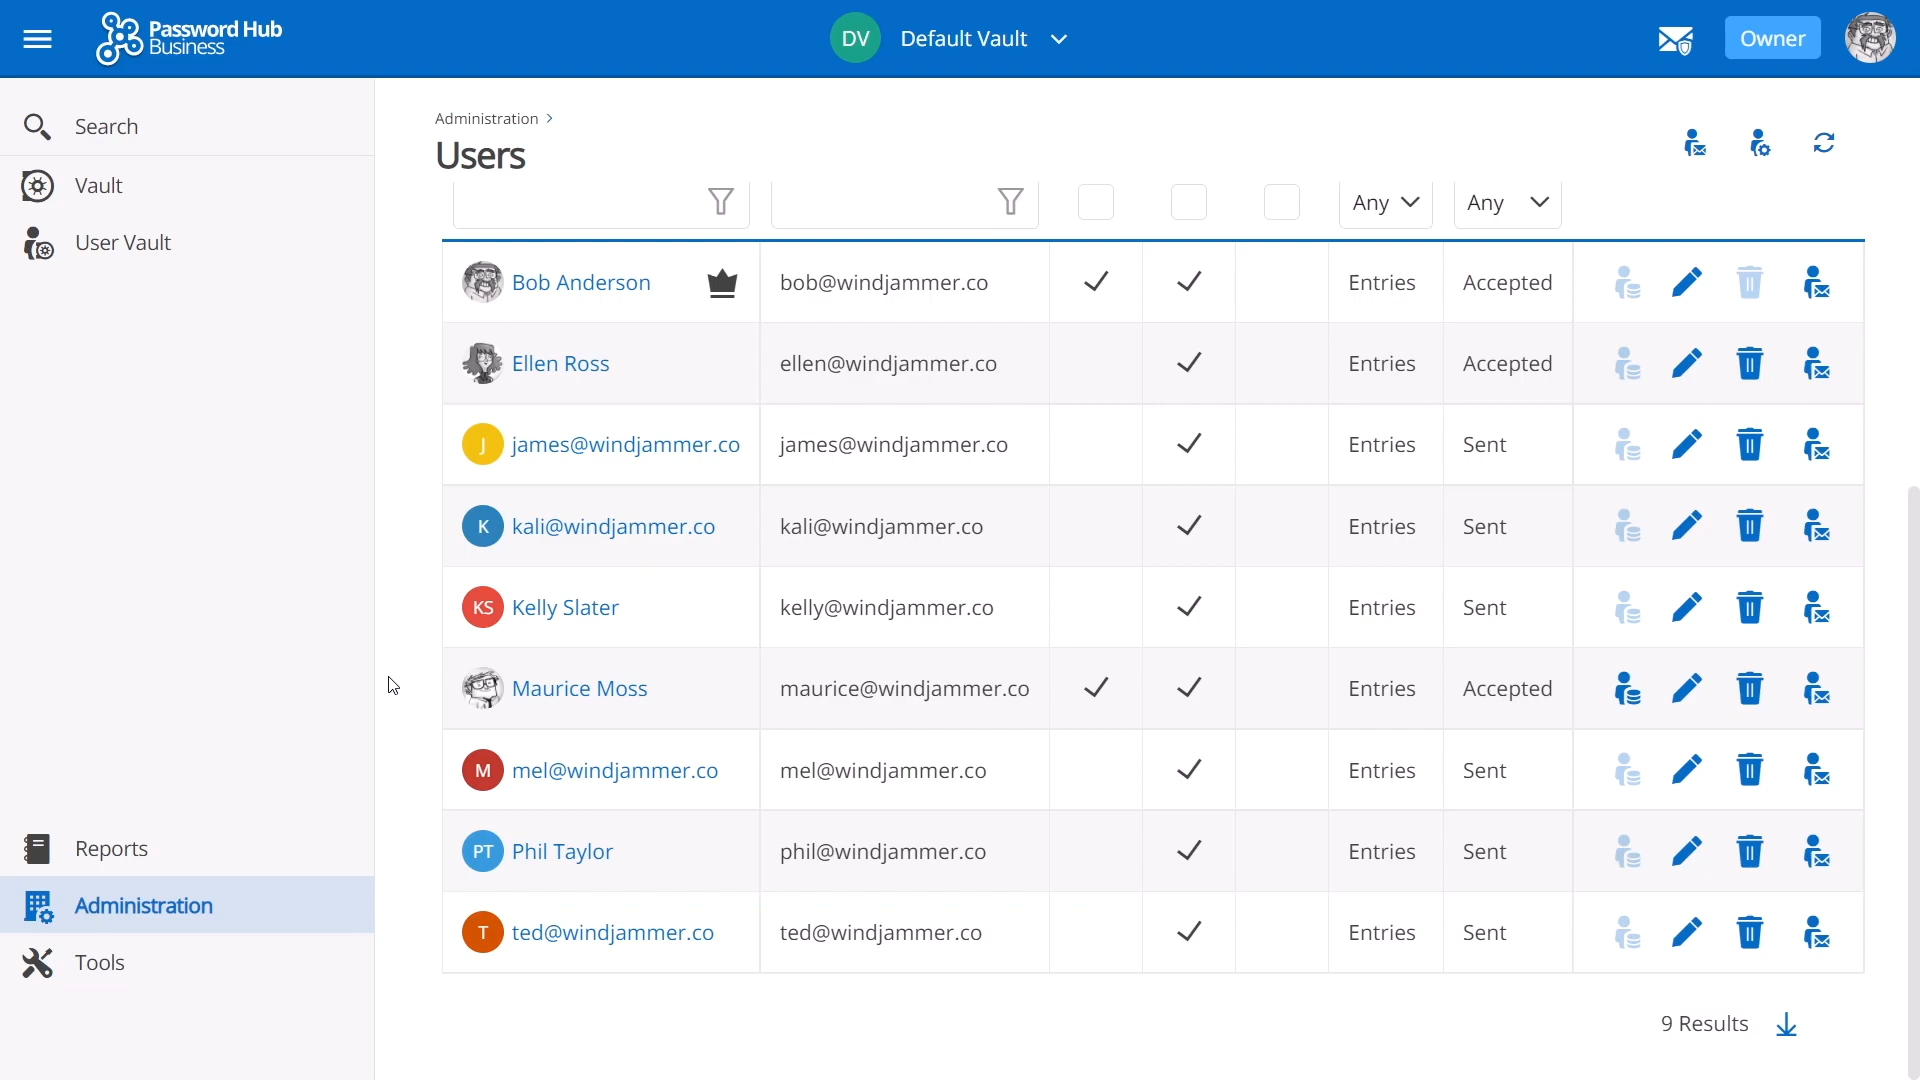 Password Hub
Business
DV Default Vault
Owner
Search
Vault
User Vault
Reports
Administration
Tools
Administration >
Users
Any Any
Bob Anderson bob@windjammer.co Entries Accepted
Ellen Ross ellen@windjammer.co Entries Accepted
J james@windjammer.co james@windjammer.co Entries Sent
K kali@windjammer.co kali@windjammer.co Entries Sent
KS Kelly Slater kelly@windjammer.co Entries Sent
Maurice Moss maurice@windjammer.co Entries Accepted
M mel@windjammer.co mel@windjammer.co Entries Sent
PT Phil Taylor phil@windjammer.co Entries Sent
T ted@windjammer.co ted@windjammer.co Entries Sent
9 Results